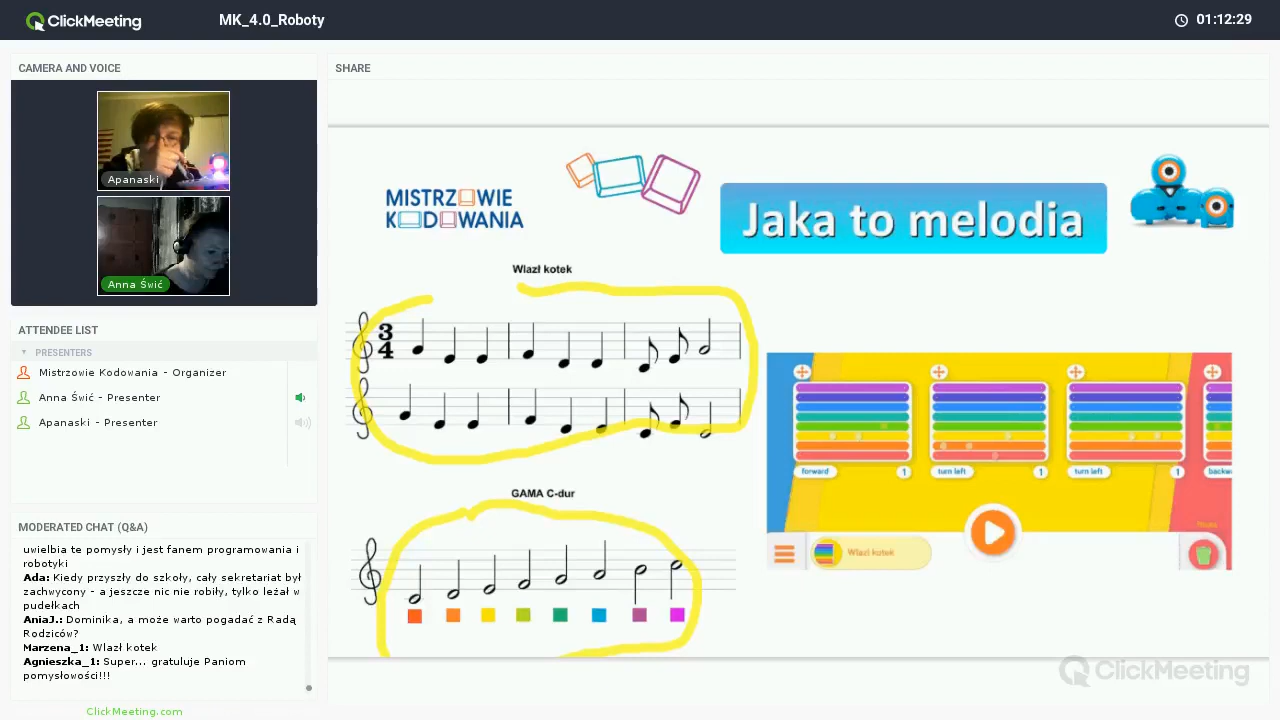 ClickMeeting
MK_4.0_Roboty
01:12:29
CAMERA AND VOICE
Apanaski
Anna Świć
ATTENDEE LIST
PRESENTERS
Mistrzowie Kodowania - Organizer
Anna Świć - Presenter
Apanaski - Presenter
MODERATED CHAT (Q&A)
uwielbia te pomysły i jest fanem programowania i
robotyki
Ada: Kiedy przyszły do szkoły, cały sekretariat był
zachwycony - a jeszcze nic nie robiły, tylko leżał w
pudełkach
AniaJ.: Dominika, a może warto pogadać z Radą
Rodziców?
Marzena_1: Wlazł kotek
Agnieszka_1: Super... gratuluje Paniom
pomysłowości!!!
ClickMeeting.com
SHARE
MISTRZOWIE
KODOWANIA
Jaka to melodia
Wlazł kotek
3
4
GAMA C-dur
forward 1
turn left 1
turn left 1
backw
Wlazł kotek
ClickMeeting